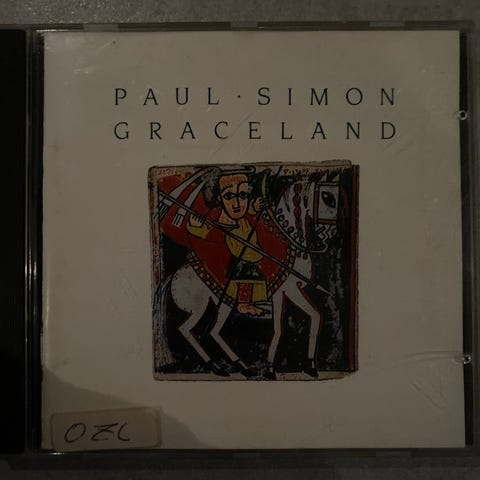 PAUL · SIMON
GRACELAND
OZL